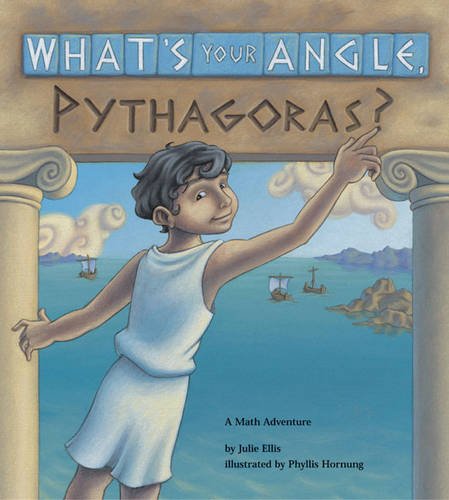 WHAT'S YOUR ANGLE,
PYTHAGORAS?
A Math Adventure
by Julie Ellis
illustrated by Phyllis Hornung